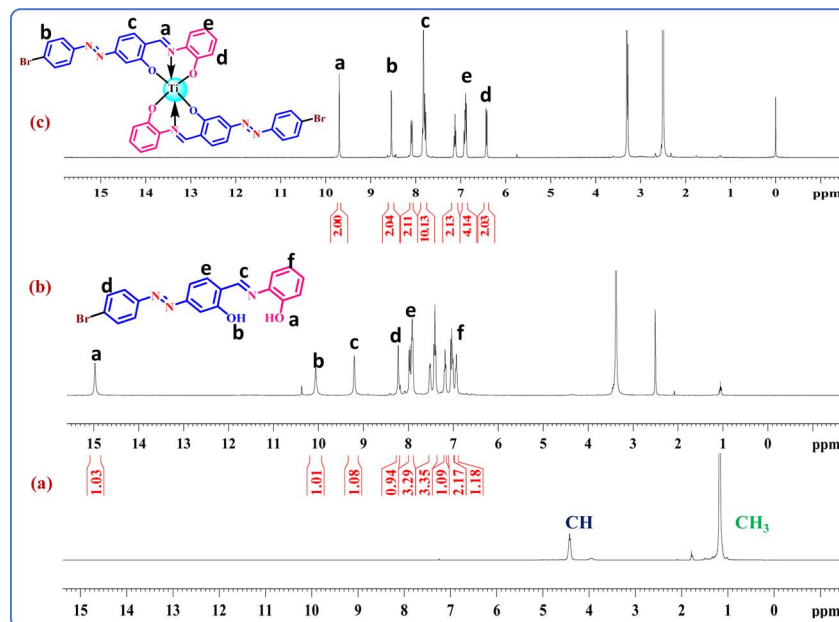 b c a e d
Br N N N O O
Ti
O O N N N Br
(c)
a b c e d
15 14 13 12 11 10 9 8 7 6 5 4 3 2 1 0 ppm
2.00 2.04 2.11 10.13 2.13 4.14 2.03
d e c f
Br N N N
OH HO
b a
(b)
a b c d e f
15 14 13 12 11 10 9 8 7 6 5 4 3 2 1 0 ppm
1.03 1.01 1.08 0.94 3.29 3.35 1.09 2.17 1.18
(a)
CH CH3
15 14 13 12 11 10 9 8 7 6 5 4 3 2 1 0 ppm